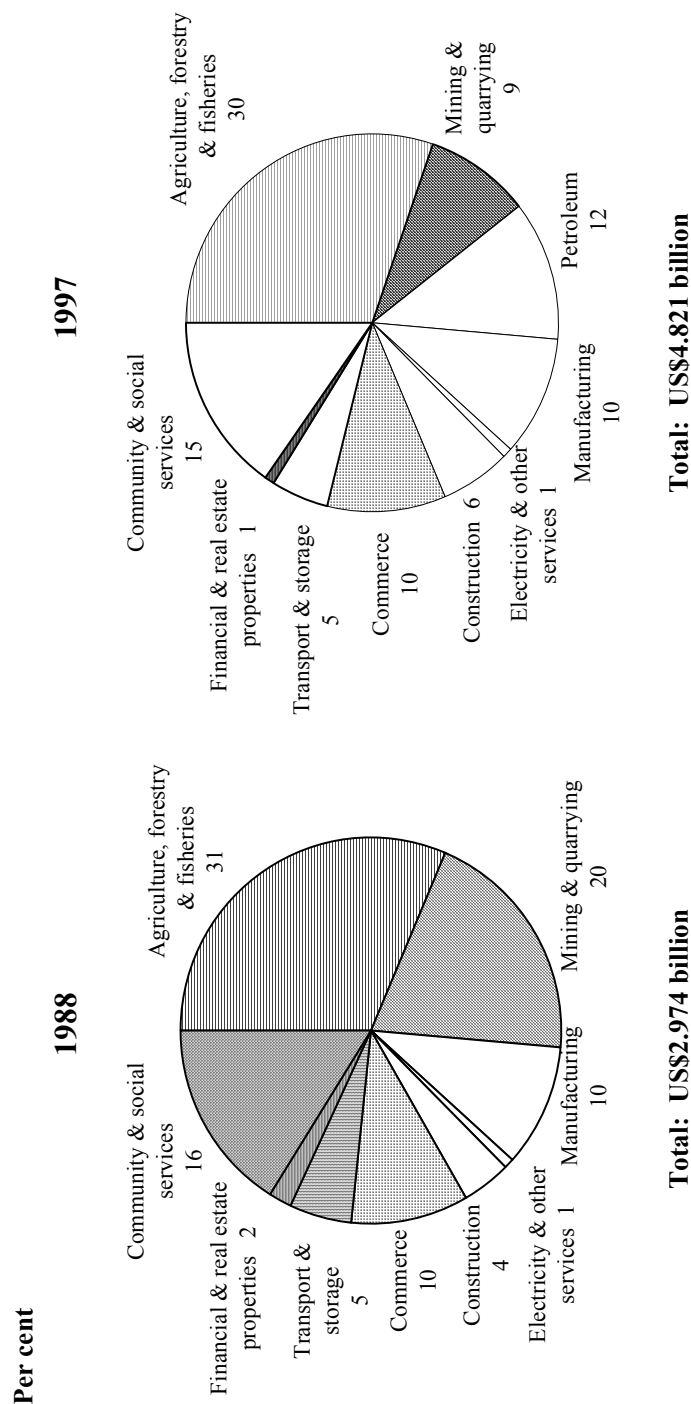 Per cent
1988
Agriculture, forestry
& fisheries
31
Mining & quarrying
20
Manufacturing
10
Electricity & other
services 1
Construction
4
Commerce
10
Transport &
storage
5
Financial & real estate
properties 2
Community & social
services
16
Total: US$2.974 billion
1997
Agriculture, forestry
& fisheries
30
Mining &
quarrying
9
Petroleum
12
Manufacturing
10
Electricity & other
services 1
Construction 6
Commerce
10
Transport & storage
5
Financial & real estate
properties 1
Community & social
services
15
Total: US$4.821 billion